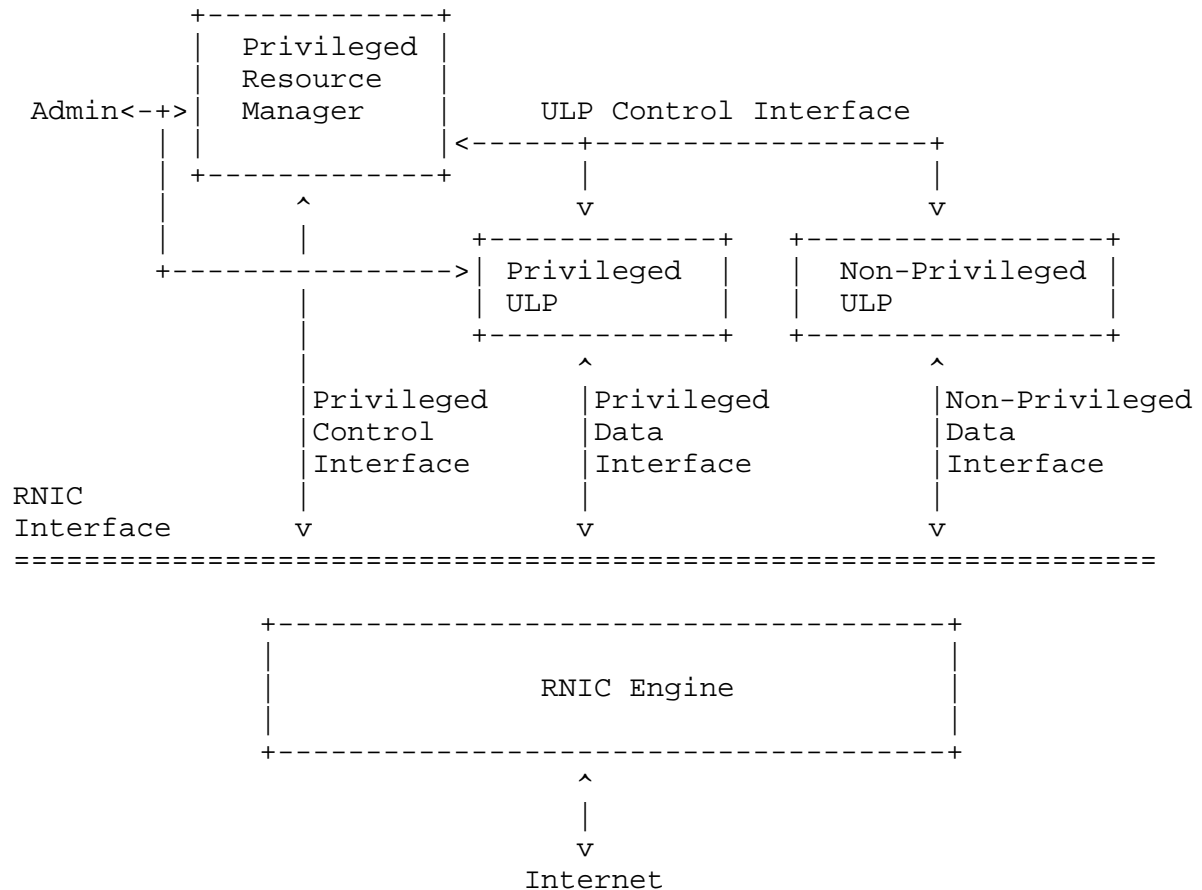 Privileged
Resource
Admin<-+>| Manager ULP Control Interface
Privileged Non-Privileged
ULP ULP
Privileged Privileged Non-Privileged
Control Data Data
Interface Interface Interface
RNIC
Interface
RNIC Engine
Internet